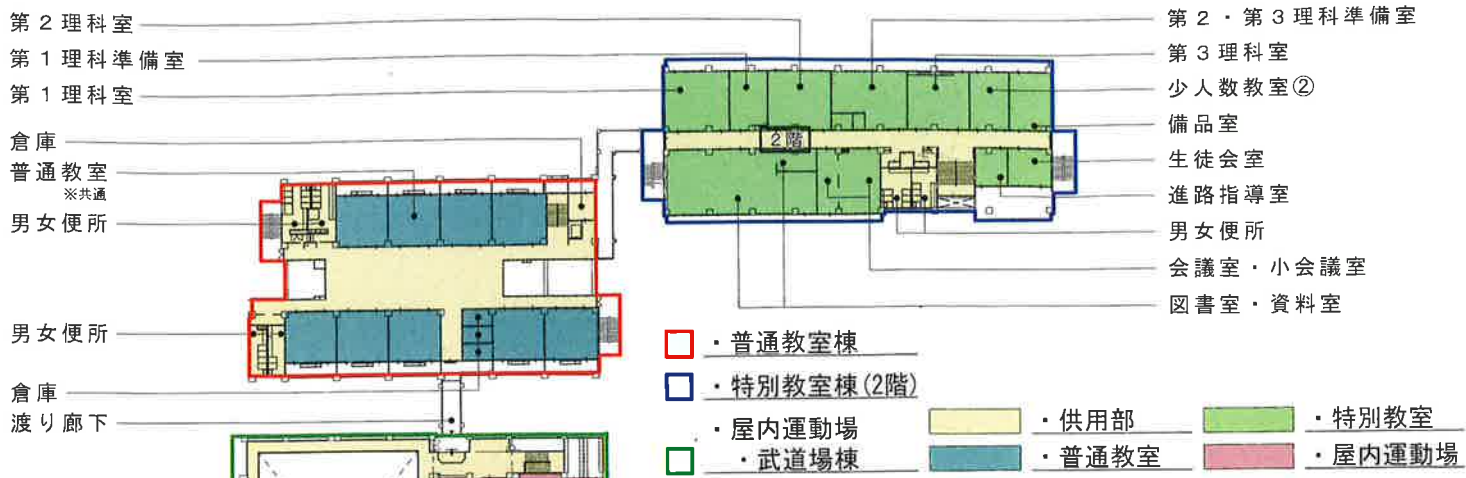 第２理科室
第１理科準備室
第１理科室
倉庫
普通教室
※共通
男女便所
男女便所
倉庫
渡り廊下
2階
第２・第３理科準備室
第３理科室
少人数教室②
備品室
生徒会室
進路指導室
男女便所
会議室・小会議室
図書室・資料室
・普通教室棟
・特別教室棟(2階)
・屋内運動場
・武道場棟
・供用部
・普通教室
・特別教室
・屋内運動場